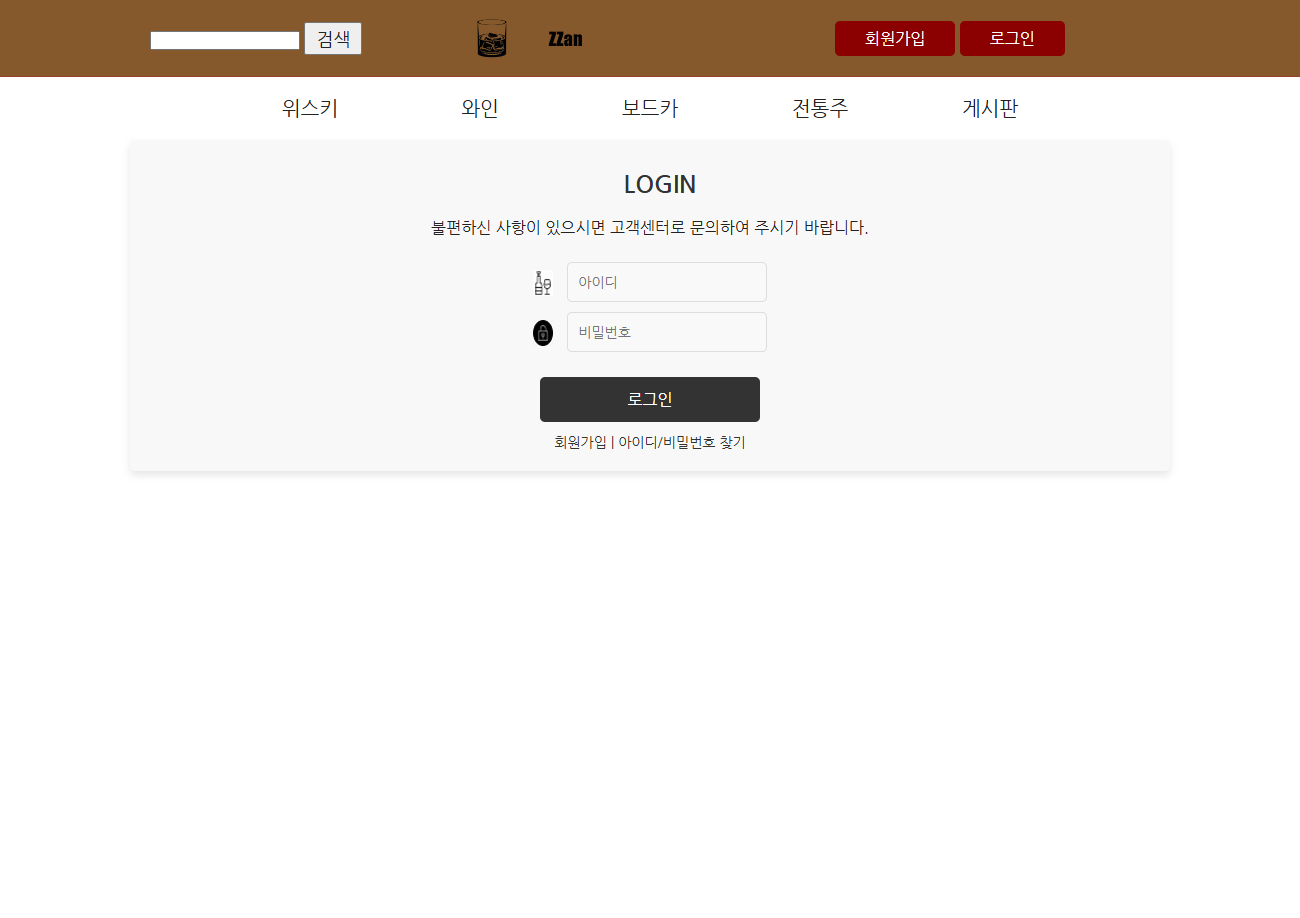 검색 ZZan 회원가입 로그인
위스키 와인 보드카 전통주 게시판
LOGIN
불편하신 사항이 있으시면 고객센터로 문의하여 주시기 바랍니다.
아이디
비밀번호
로그인
회원가입 | 아이디/비밀번호 찾기